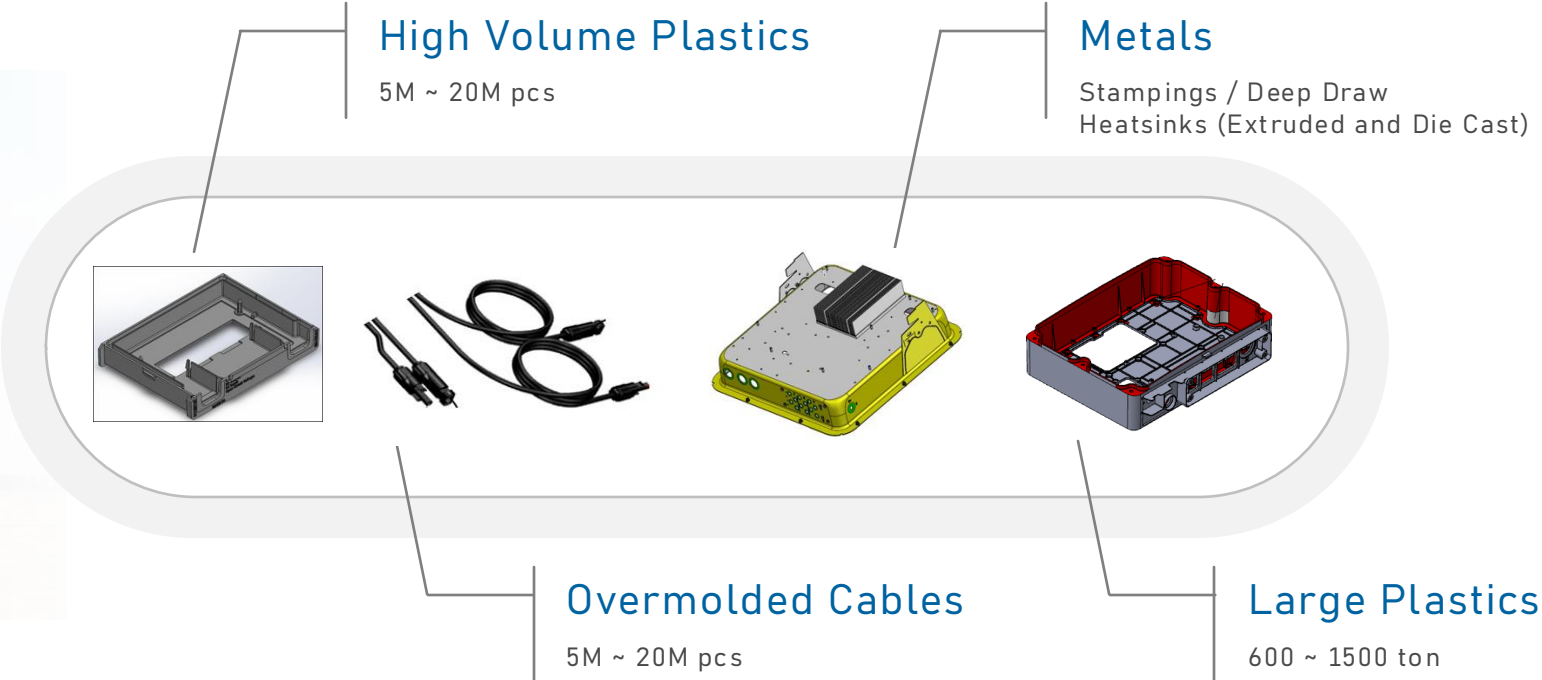 High Volume Plastics
5M ~ 20M pcs
Metals
Stampings / Deep Draw
Heatsinks (Extruded and Die Cast)
Overmolded Cables
5M ~ 20M pcs
Large Plastics
600 ~ 1500 ton